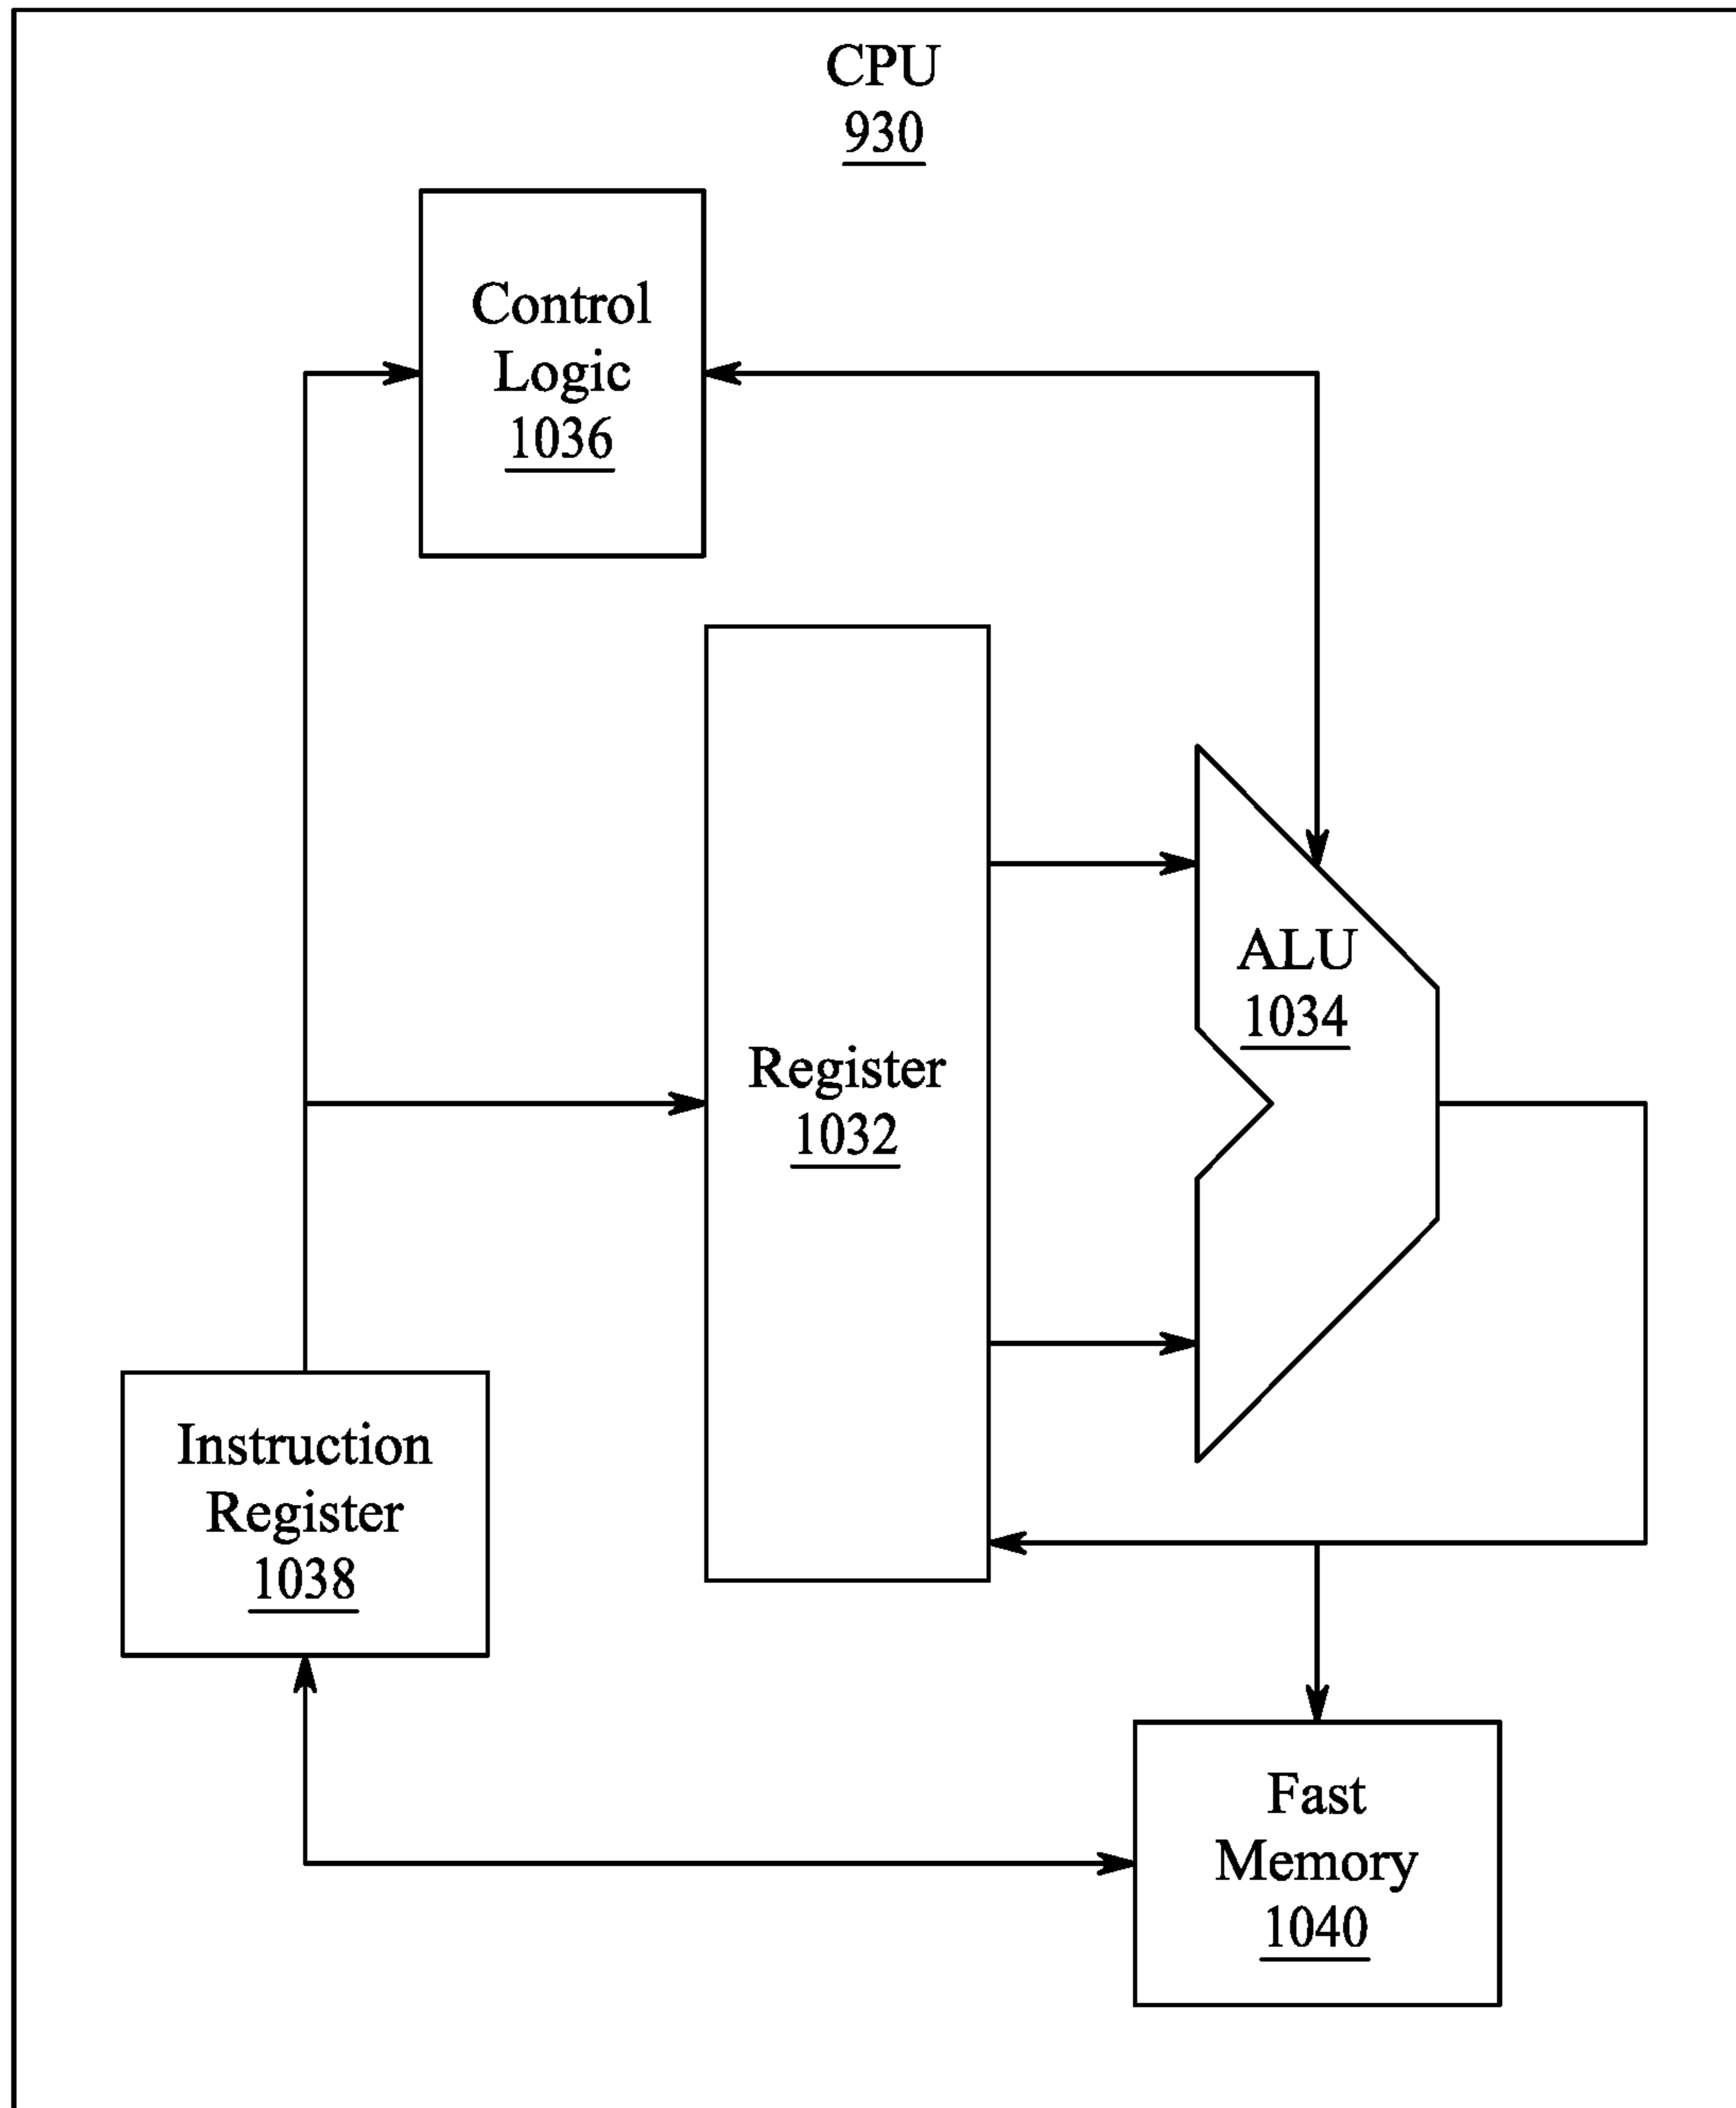 CPU
930
Control
Logic
1036
ALU
1034
Register
1032
Instruction
Register
1038
Fast
Memory
1040